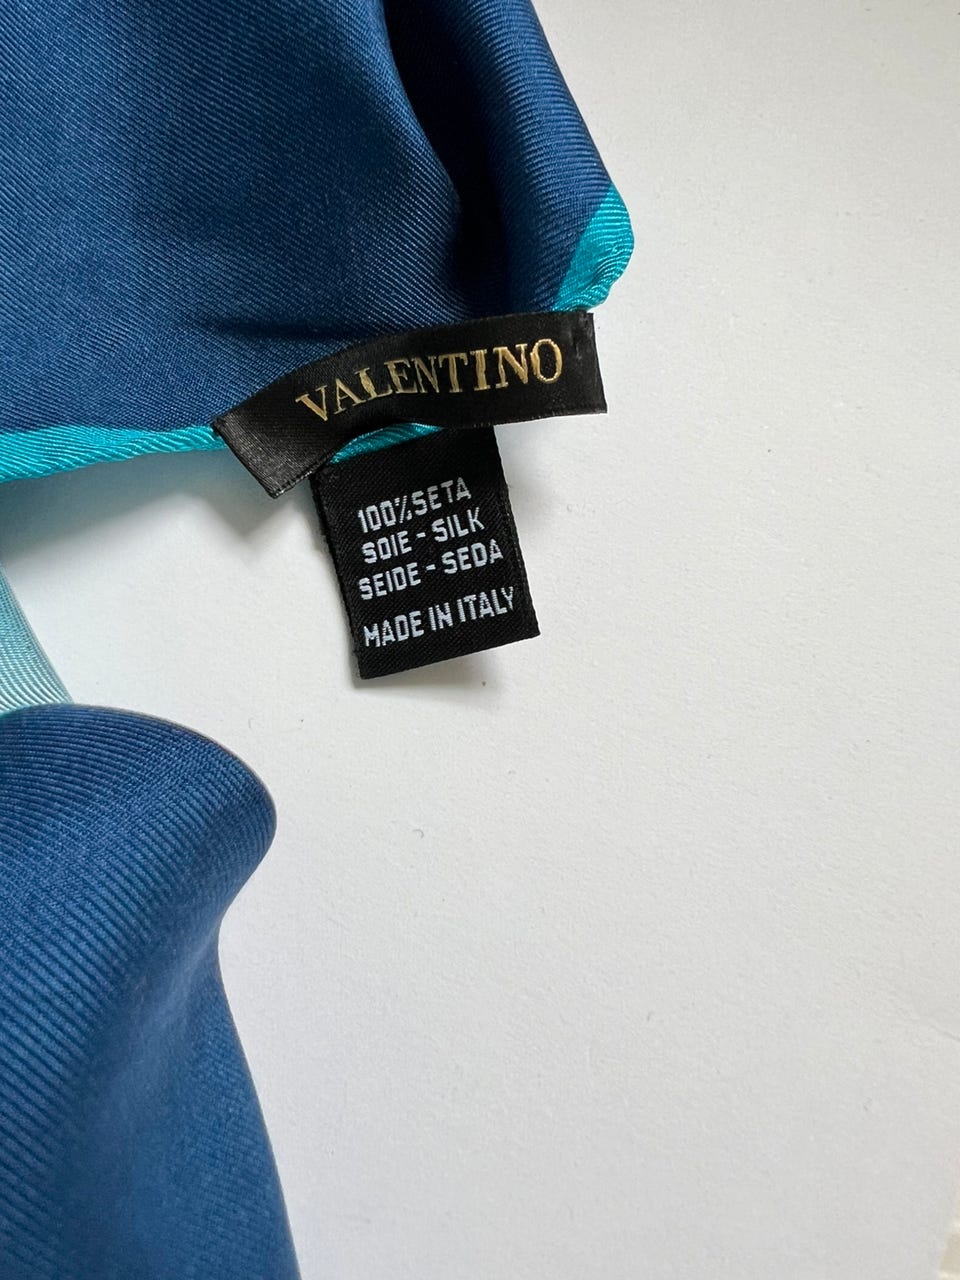 VALENTINO
100%SETA
SOIE - SILK
SEIDE - SEDA
MADE IN ITALY